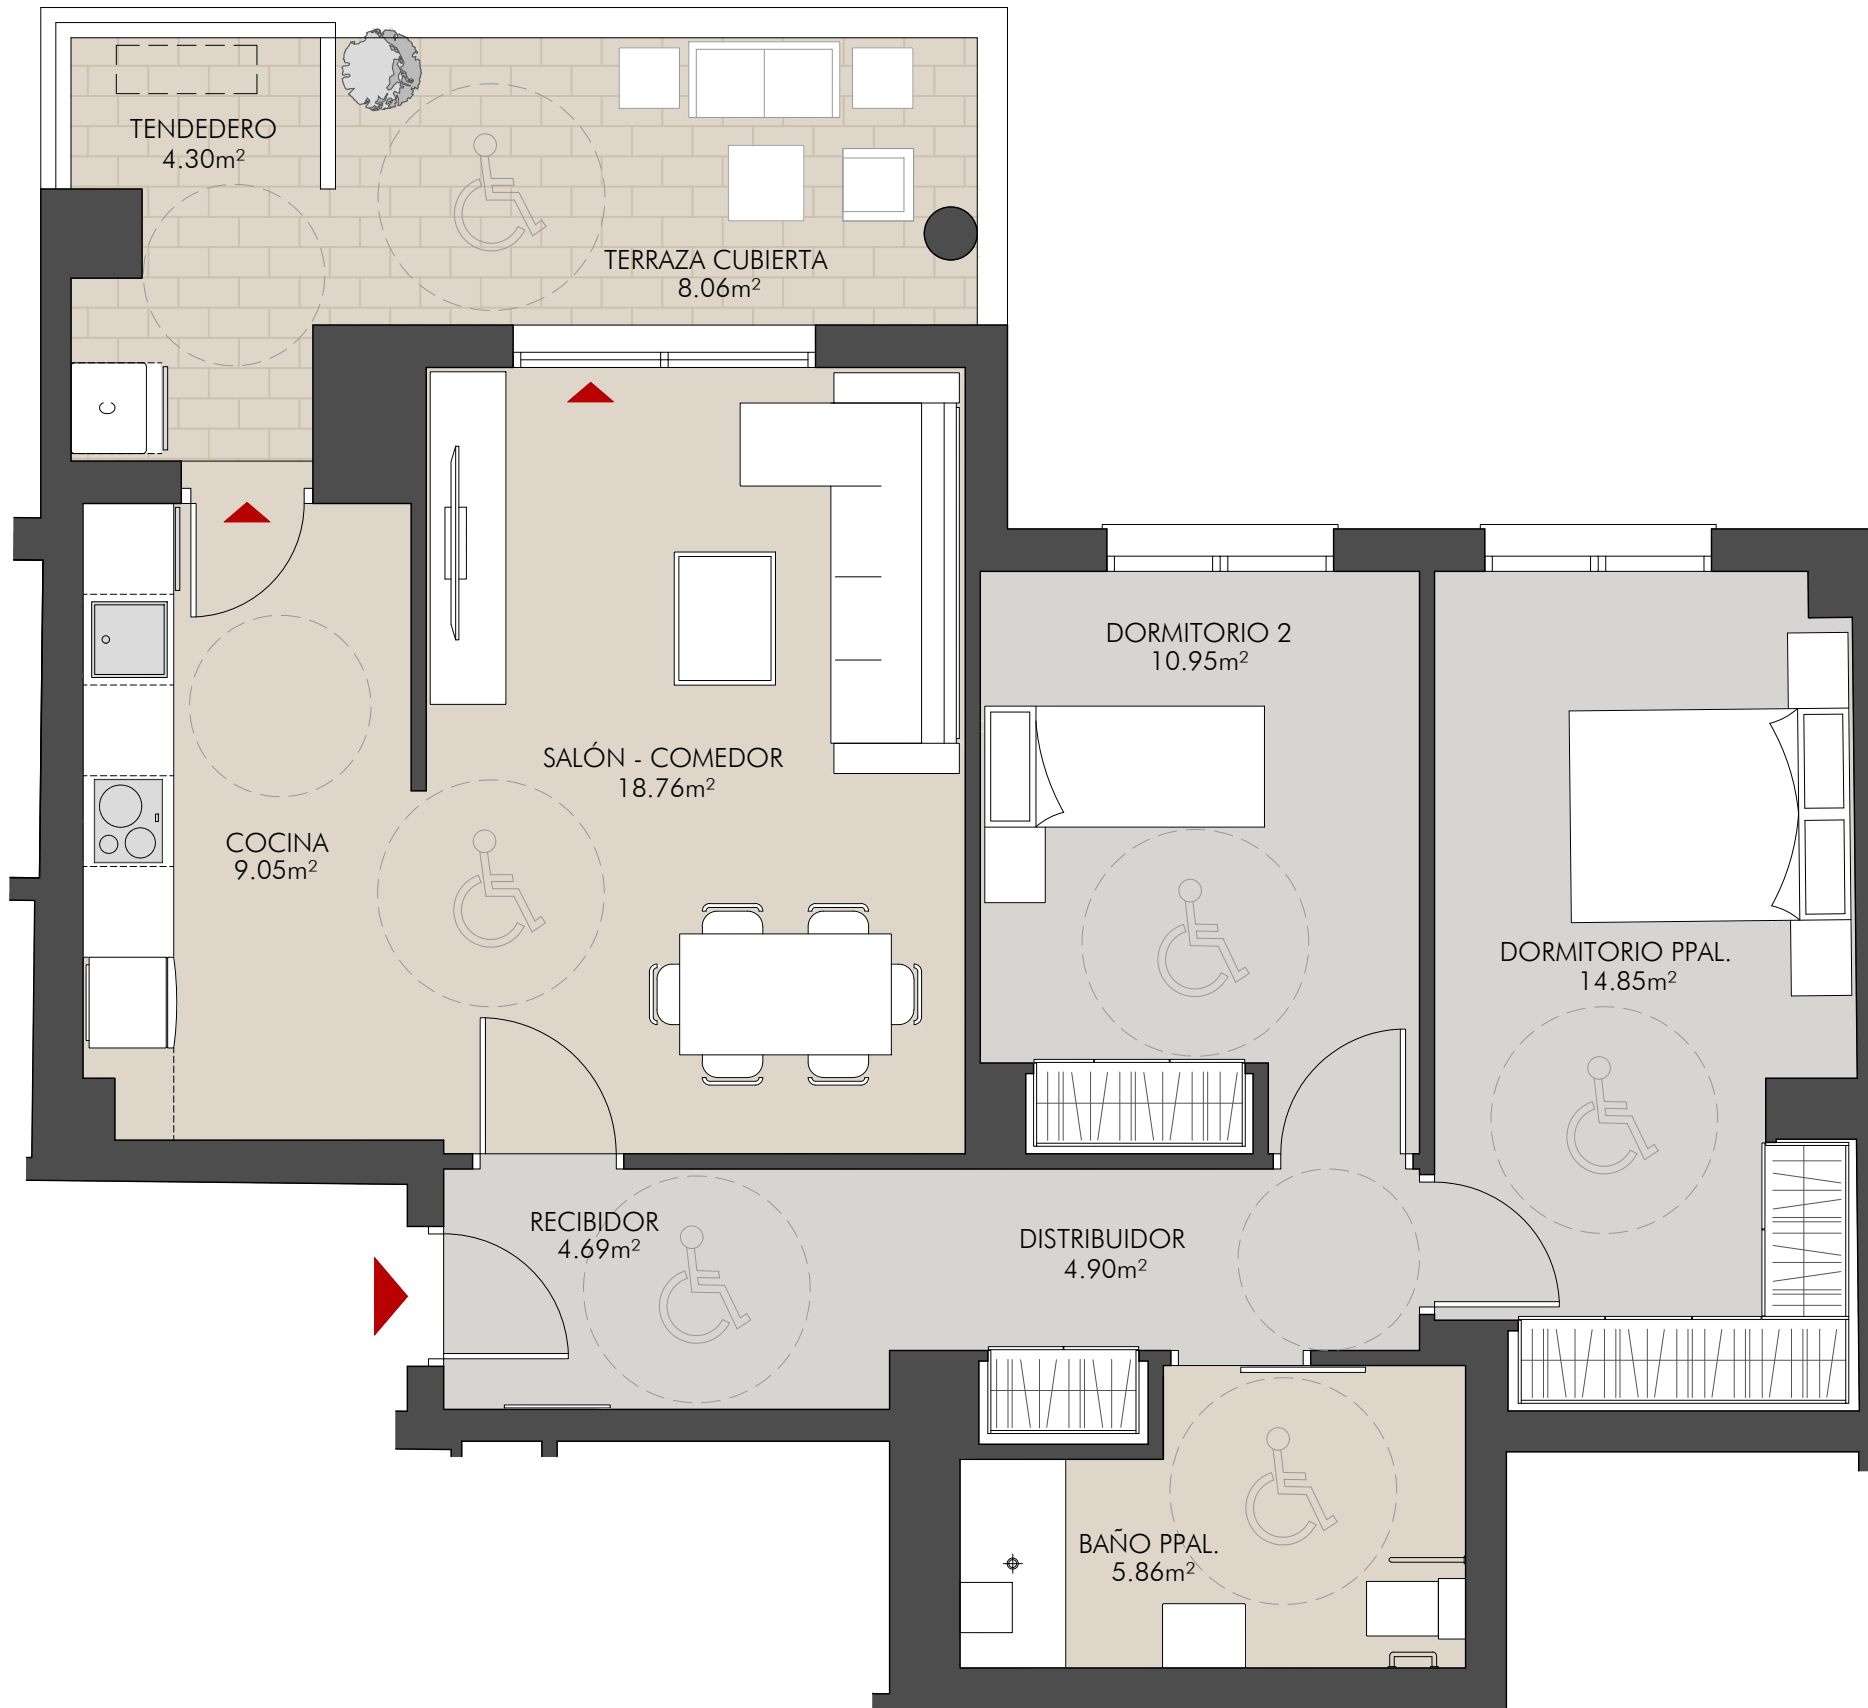 TENDEDERO
4.30m²
TERRAZA CUBIERTA
8.06m²
C
DORMITORIO 2
10.95m²
SALÓN - COMEDOR
18.76m²
COCINA
9.05m²
DORMITORIO PPAL.
14.85m²
RECIBIDOR
4.69m²
DISTRIBUIDOR
4.90m²
BAÑO PPAL.
5.86m²